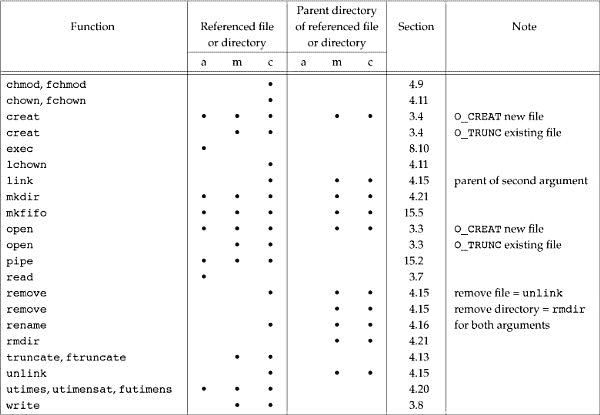 Function Referenced file or directory Parent directory of referenced file or directory Section Note
a m c a m c
chmod, fchmod • 4.9
chown, fchown • 4.11
creat • • • • • 3.4 O_CREAT new file
creat • • 3.4 O_TRUNC existing file
exec • 8.10
lchown • 4.11
link • • • 4.15 parent of second argument
mkdir • • • • • 4.21
mkfifo • • • • • 15.5
open • • • • • 3.3 O_CREAT new file
open • • 3.3 O_TRUNC existing file
pipe • • • 15.2
read • 3.7
remove • • • 4.15 remove file = unlink
remove • • 4.15 remove directory = rmdir
rename • • • 4.16 for both arguments
rmdir • • 4.21
truncate, ftruncate • • 4.13
unlink • • • 4.15
utimes, utimensat, futimens • • • 4.20
write • • 3.8